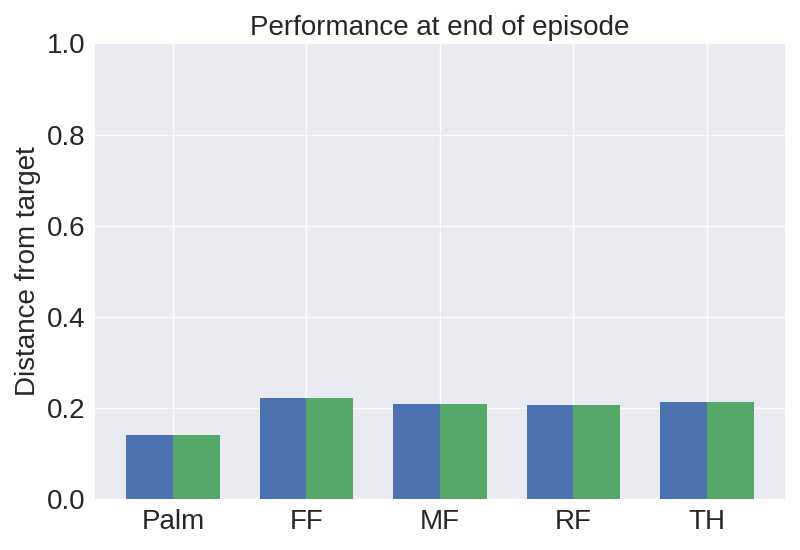 Performance at end of episode
Distance from target
1.0
0.8
0.6
0.4
0.2
0.0
Palm FF MF RF TH